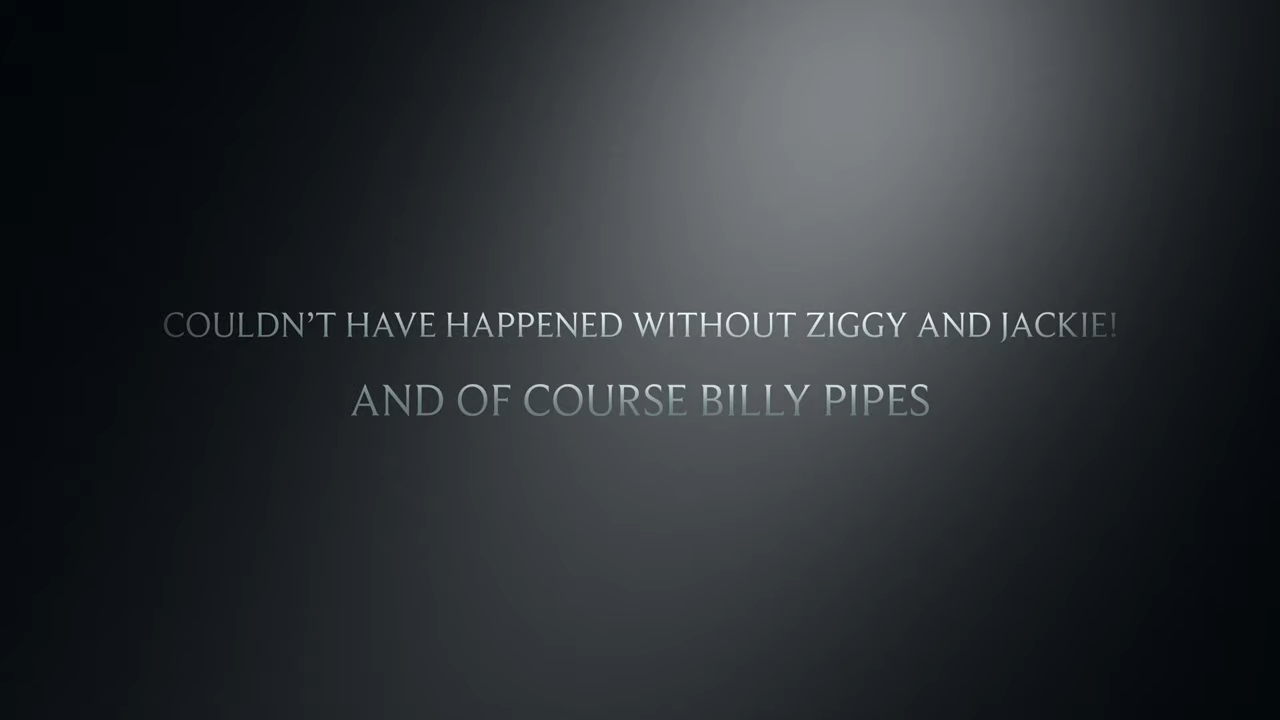 COULDN’T HAVE HAPPENED WITHOUT ZIGGY AND JACKIE!
AND OF COURSE BILLY PIPES